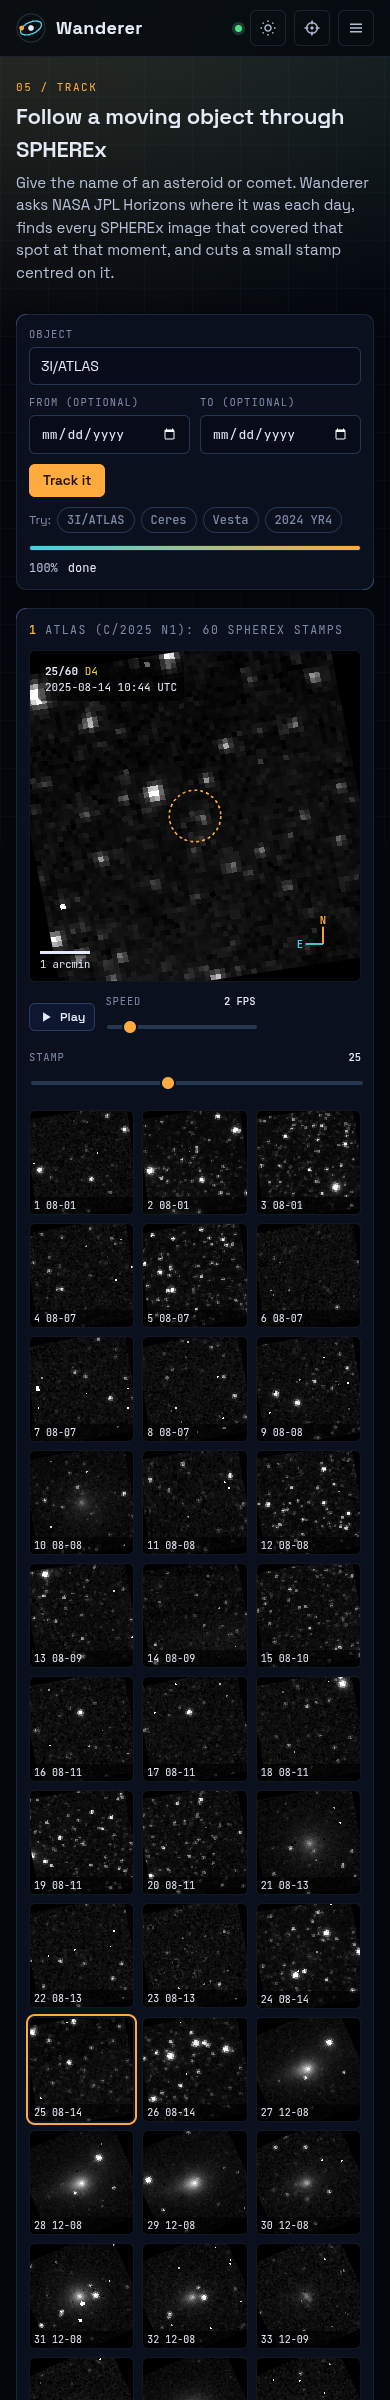 Wanderer
05 / TRACK
Follow a moving object through
SPHEREx
Give the name of an asteroid or comet. Wanderer
asks NASA JPL Horizons where it was each day,
finds every SPHEREx image that covered that
spot at that moment, and cuts a small stamp
centred on it.
OBJECT
3I/ATLAS
FROM (OPTIONAL) TO (OPTIONAL)
mm/dd/yyyy mm/dd/yyyy
Track it
Try: 3I/ATLAS Ceres Vesta 2024 YR4
100% done
1 ATLAS (C/2025 N1): 60 SPHEREX STAMPS
25/60 D4
2025-08-14 10:44 UTC
N
E
1 arcmin
SPEED 2 FPS
Play
STAMP 25
1 08-01 2 08-01 3 08-01
4 08-07 5 08-07 6 08-07
7 08-07 8 08-07 9 08-08
10 08-08 11 08-08 12 08-08
13 08-09 14 08-09 15 08-10
16 08-11 17 08-11 18 08-11
19 08-11 20 08-11 21 08-13
22 08-13 23 08-13 24 08-14
25 08-14 26 08-14 27 12-08
28 12-08 29 12-08 30 12-08
31 12-08 32 12-08 33 12-09